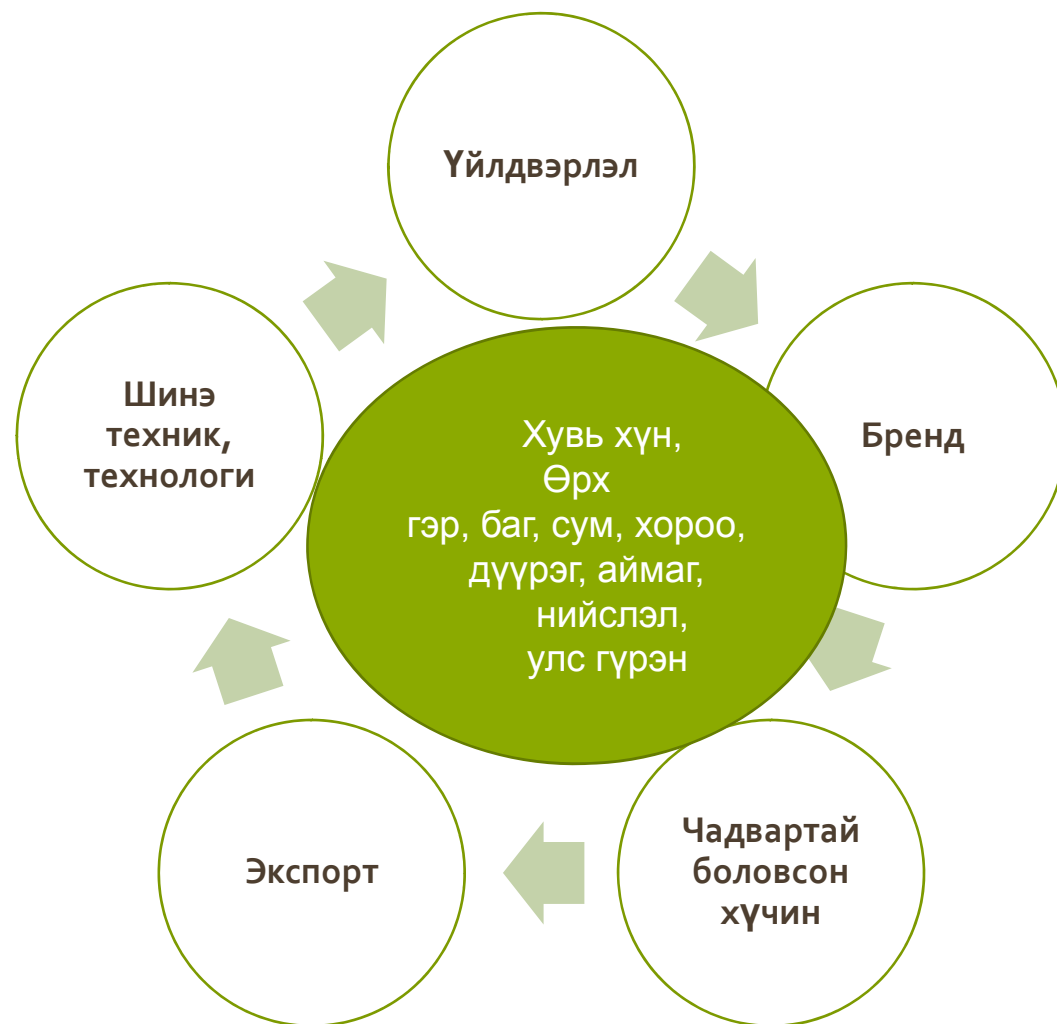 Үйлдвэрлэл
Бренд
Чадвартай
боловсон
хүчин
Экспорт
Шинэ
техник,
технологи
Хувь хүн,
Өрх
гэр, баг, сум, хороо,
дүүрэг, аймаг,
нийслэл,
улс гүрэн